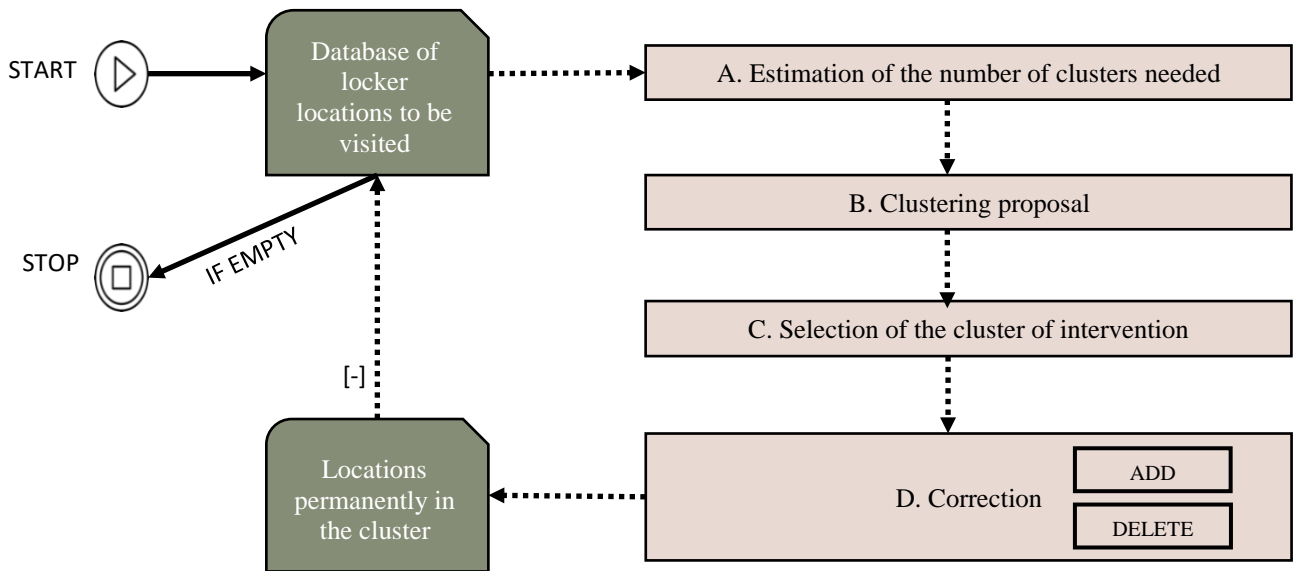 START
Database of
locker
locations to be
visited
A. Estimation of the number of clusters needed
B. Clustering proposal
STOP
IF EMPTY
C. Selection of the cluster of intervention
[-]
Locations
permanently in
the cluster
D. Correction
ADD
DELETE